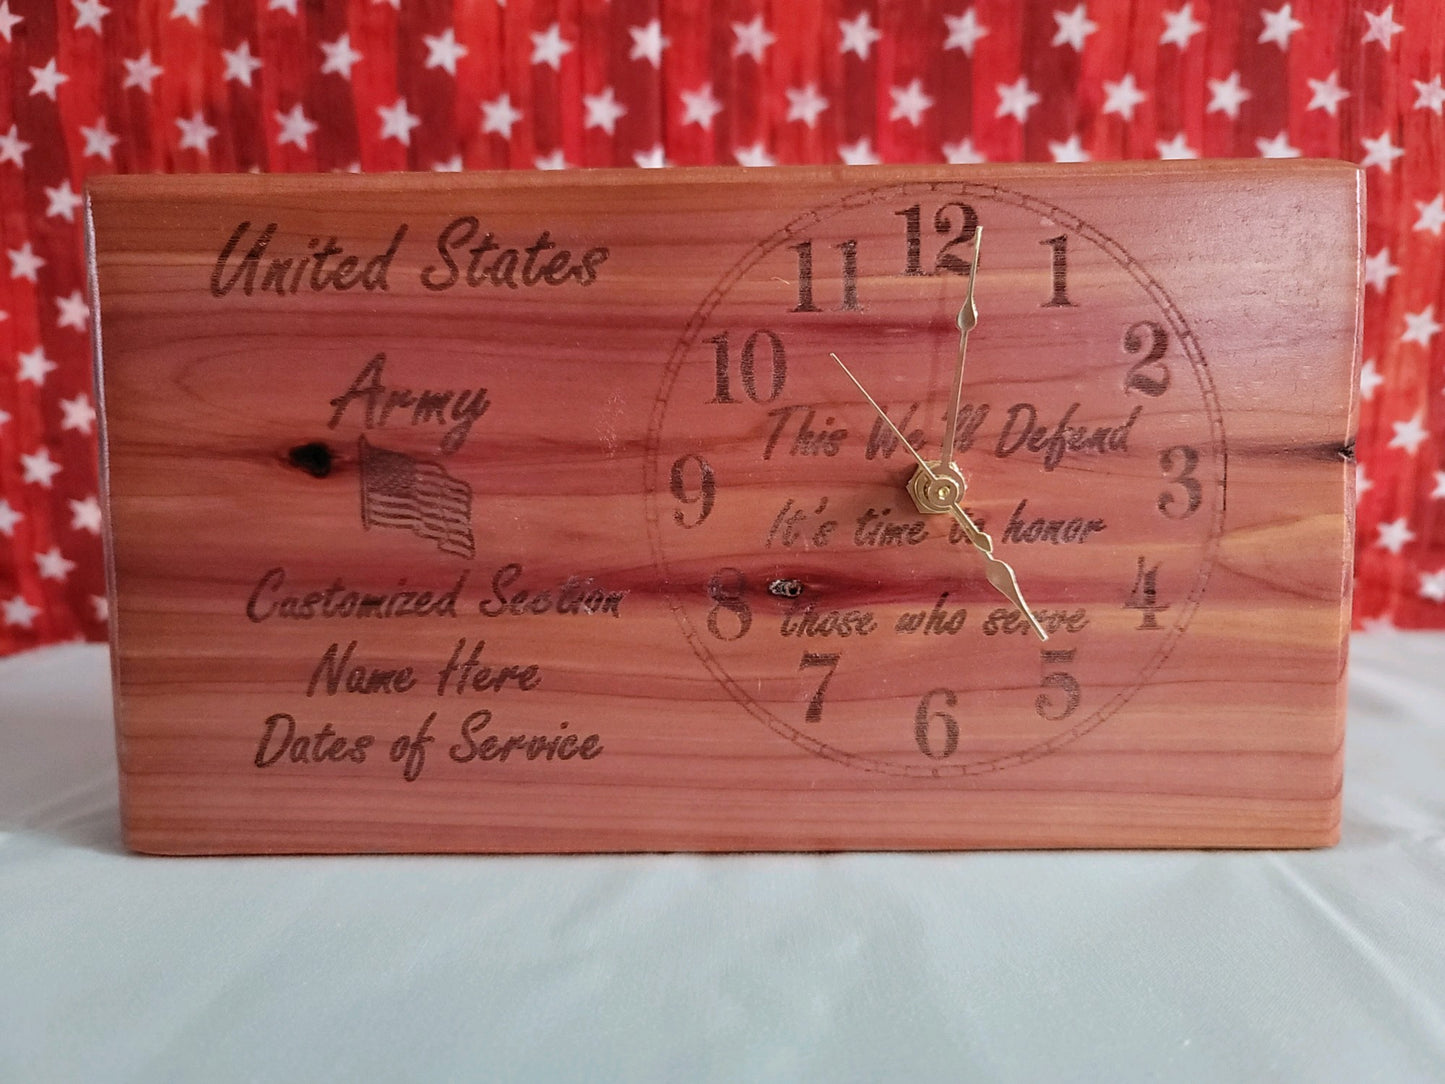 United States
Army
Customized Section
Name Here
Dates of Service
12
1
2
3
4
5
6
7
8
9
10
11
This We'll Defend
It's time to honor
those who serve